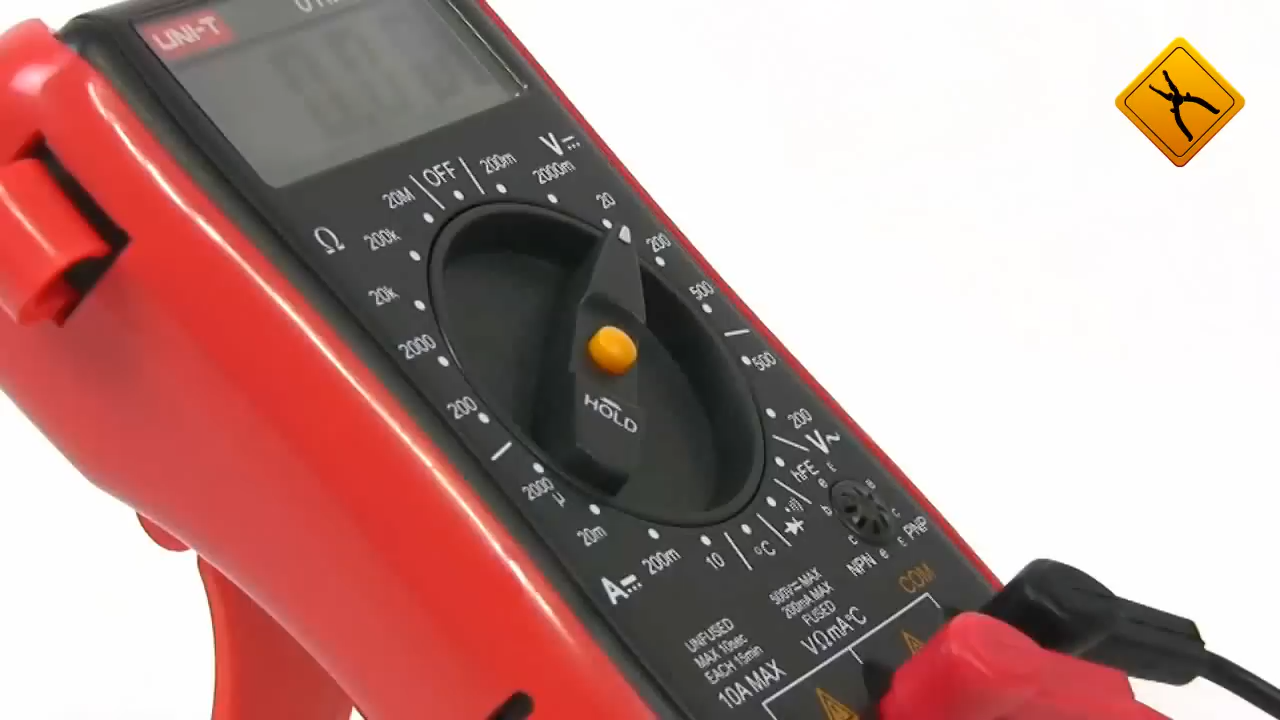 UNI-T
OFF
200m
V⎓
2000m
20
200
500
500
200
V~
hFE
20M
200k
Ω
20k
2000
200
2000
µ
20m
200m
A⎓
10
°C
HOLD
e
c
b
e
e
c
PNP
NPN
COM
500V⎓MAX
200mA MAX
FUSED
VΩmA°C
UNFUSED
MAX 10sec
EACH 15min
10A MAX